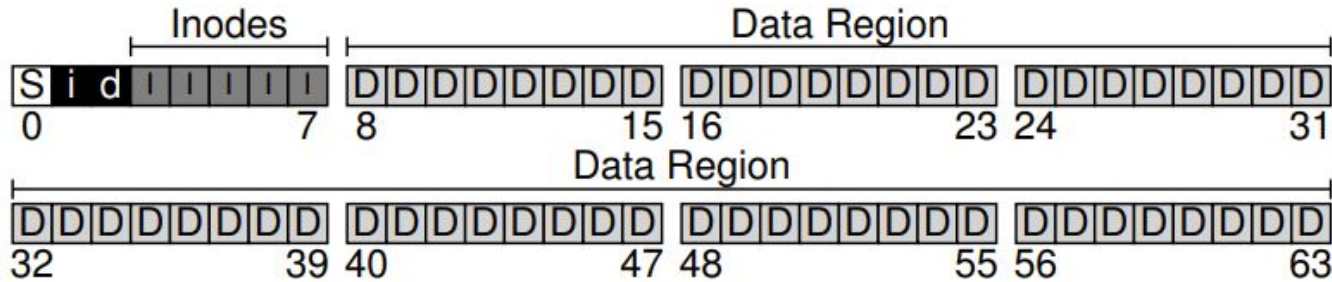 Inodes Data Region
S i d I I I I I D D D D D D D D D D D D D D D D D D D D D D D D
0 7 8 15 16 23 24 31
Data Region
D D D D D D D D D D D D D D D D D D D D D D D D D D D D D D D D
32 39 40 47 48 55 56 63